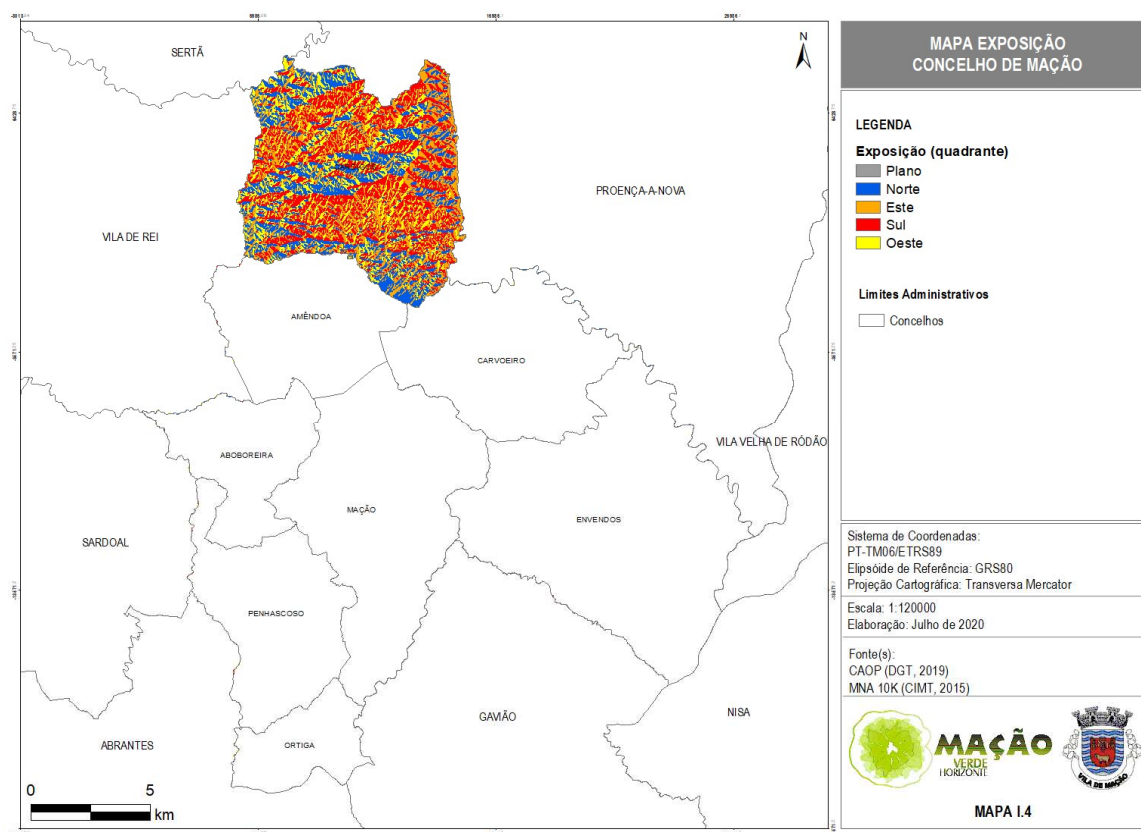 SERTÃ
N
PROENÇA-A-NOVA
VILA DE REI
AMÊNDOA
CARVOEIRO
VILA VELHA DE RÓDÃO
ABOBOREIRA
MAÇÃO
ENVENDOS
SARDOAL
PENHASCOSO
GAVIÃO
NISA
ABRANTES
ORTIGA
0 5
km
MAPA EXPOSIÇÃO
CONCELHO DE MAÇÃO
LEGENDA
Exposição (quadrante)
Plano
Norte
Este
Sul
Oeste
Limites Administrativos
Concelhos
Sistema de Coordenadas:
PT-TM06/ETRS89
Elipsóide de Referência: GRS80
Projeção Cartográfica: Transversa Mercator
Escala: 1:120000
Elaboração: Julho de 2020
Fonte(s):
CAOP (DGT, 2019)
MNA 10K (CIMT, 2015)
MAÇÃO
VERDE
HORIZONTE
VILA DE MAÇÃO
MAPA I.4